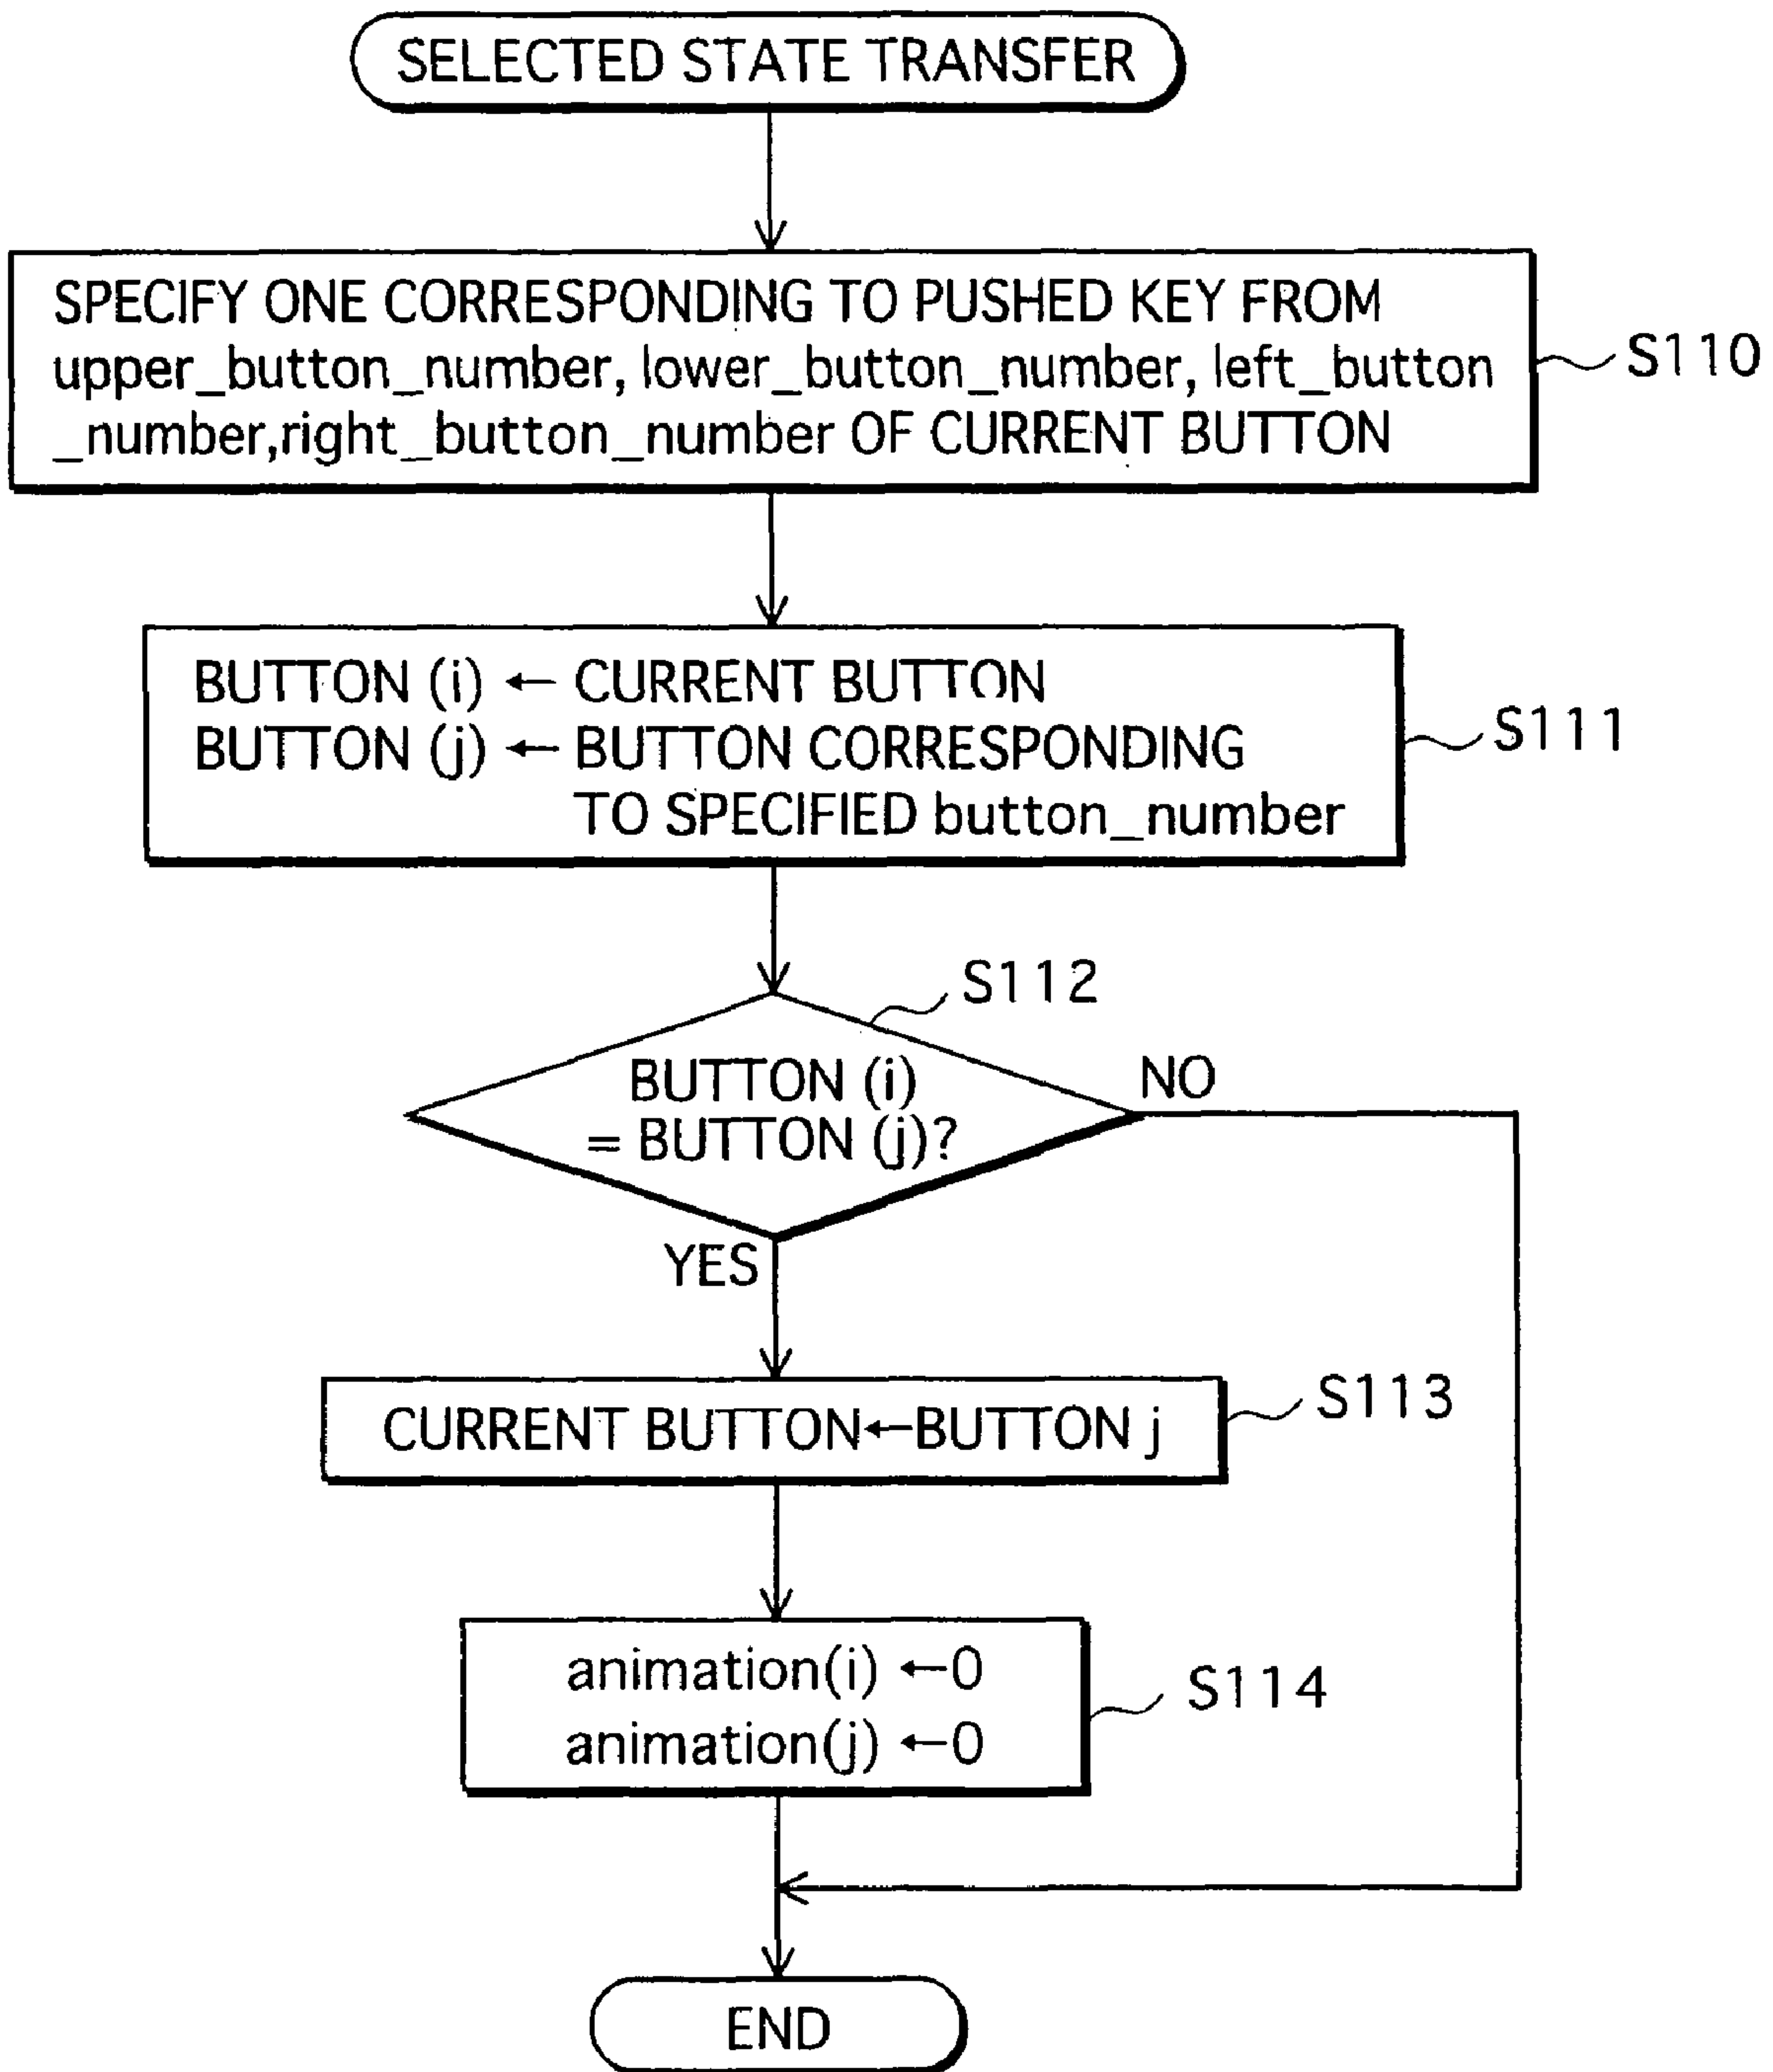 SELECTED STATE TRANSFER
SPECIFY ONE CORRESPONDING TO PUSHED KEY FROM
upper_button_number, lower_button_number, left_button
_number,right_button_number OF CURRENT BUTTON
S110
BUTTON (i) ← CURRENT BUTTON
BUTTON (j) ← BUTTON CORRESPONDING
TO SPECIFIED button_number
S111
S112
BUTTON (i)
= BUTTON (j)?
NO
YES
CURRENT BUTTON←BUTTON j
S113
animation(i) ←0
animation(j) ←0
S114
END